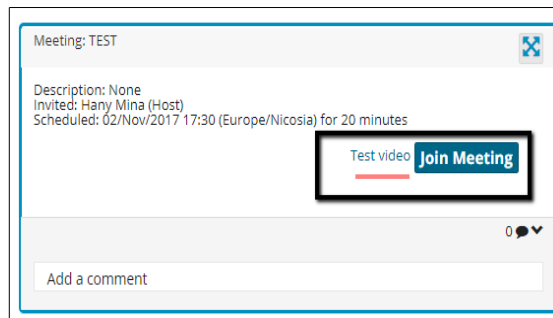 Meeting: TEST
Description: None
Invited: Hany Mina (Host)
Scheduled: 02/Nov/2017 17:30 (Europe/Nicosia) for 20 minutes
Test video Join Meeting
0
Add a comment